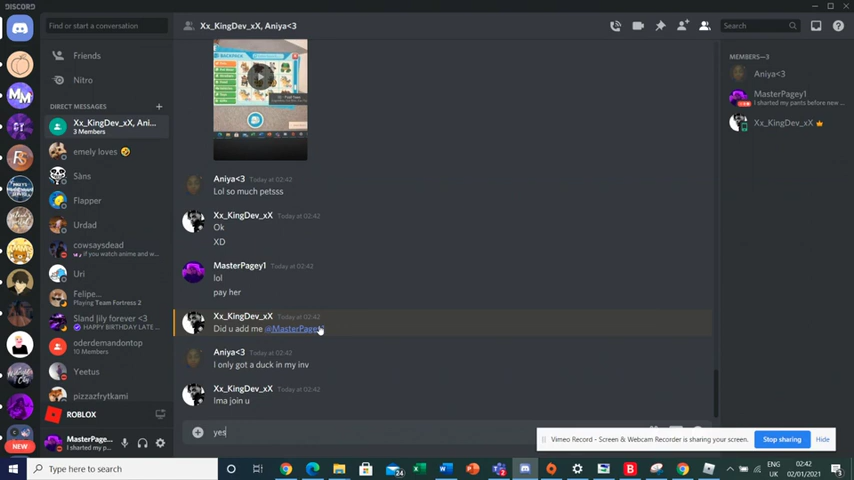 DISCORD
Find or start a conversation
Xx_KingDev_xX, Aniya<3
Search
Friends
Nitro
DIRECT MESSAGES
Xx_KingDev_xX, Ani...
3 Members
emely loves
Sans
Flapper
Urdad
cowsaysdead
if you watch anime and w...
Uri
Felipe...
Playing Team Fortress 2
Sland |ily forever <3
HAPPY BIRTHDAY LATE ...
oderdemandontop
10 Members
Yeetus
pizzazfrytkami
ROBLOX
MasterPage...
I sharted my p...
NEW
BACKPACK
Aniya<3 Today at 02:42
Lol so much petsss
Xx_KingDev_xX Today at 02:42
Ok
XD
MasterPagey1 Today at 02:42
lol
pay her
Xx_KingDev_xX Today at 02:42
Did u add me @MasterPagey1
Aniya<3 Today at 02:42
I only got a duck in my inv
Xx_KingDev_xX Today at 02:42
Ima join u
yes
MEMBERS—3
Aniya<3
MasterPagey1
I sharted my pants before new ...
Xx_KingDev_xX
Vimeo Record - Screen & Webcam Recorder is sharing your screen.
Stop sharing
Hide
Type here to search
24
ENG
UK
02:42
02/01/2021
3